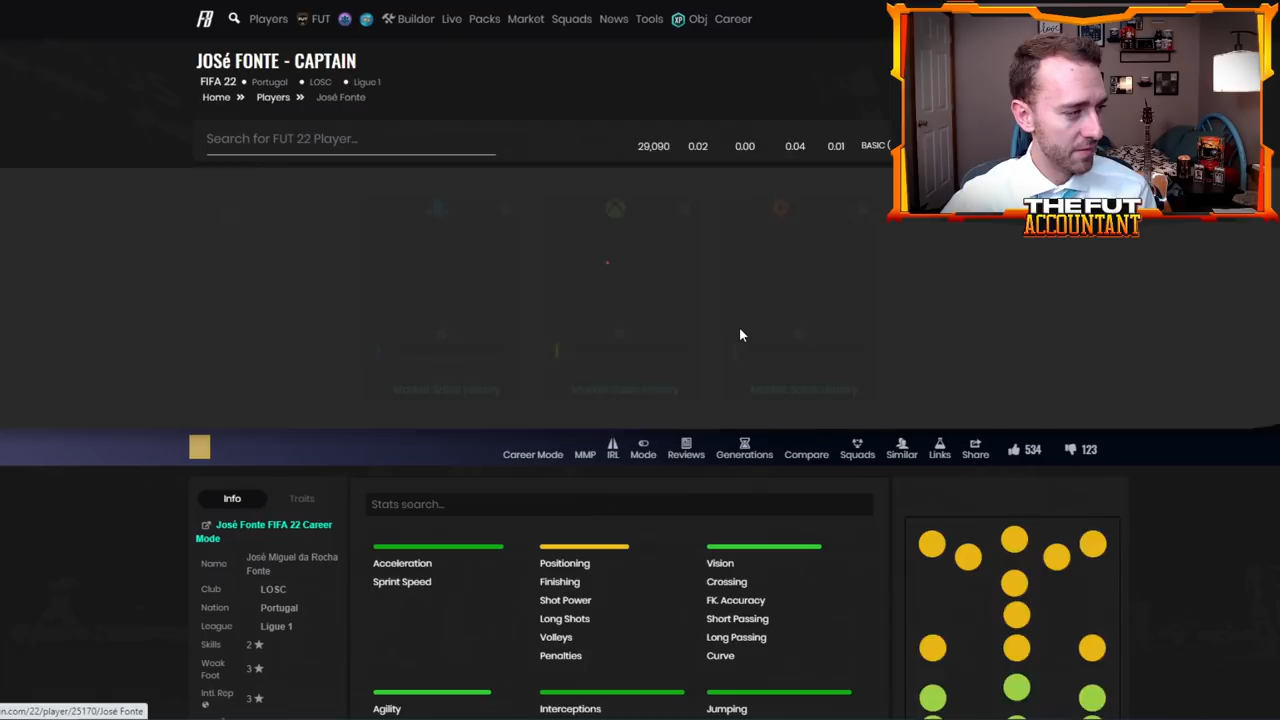 Players FUT Builder Live Packs Market Squads News Tools XP Obj Career
JOSé FONTE - CAPTAIN
FIFA 22 • Portugal • LOSC • Ligue 1
Home » Players » José Fonte
Search for FUT 22 Player...
29,090 0.02 0.00 0.04 0.01 BASIC (
THE FUT
ACCOUNTANT
Career Mode MMP IRL Mode Reviews Generations Compare Squads Similar Links Share 534 123
Info Traits
José Fonte FIFA 22 Career
Mode
Name José Miguel da Rocha
Fonte
Club LOSC
Nation Portugal
League Ligue 1
Skills 2★
Weak
Foot 3★
Intl. Rep 3★
Stats search...
Acceleration
Sprint Speed
Agility
Positioning
Finishing
Shot Power
Long Shots
Volleys
Penalties
Interceptions
Vision
Crossing
FK. Accuracy
Short Passing
Long Passing
Curve
Jumping
n.com/22/player/25170/José Fonte